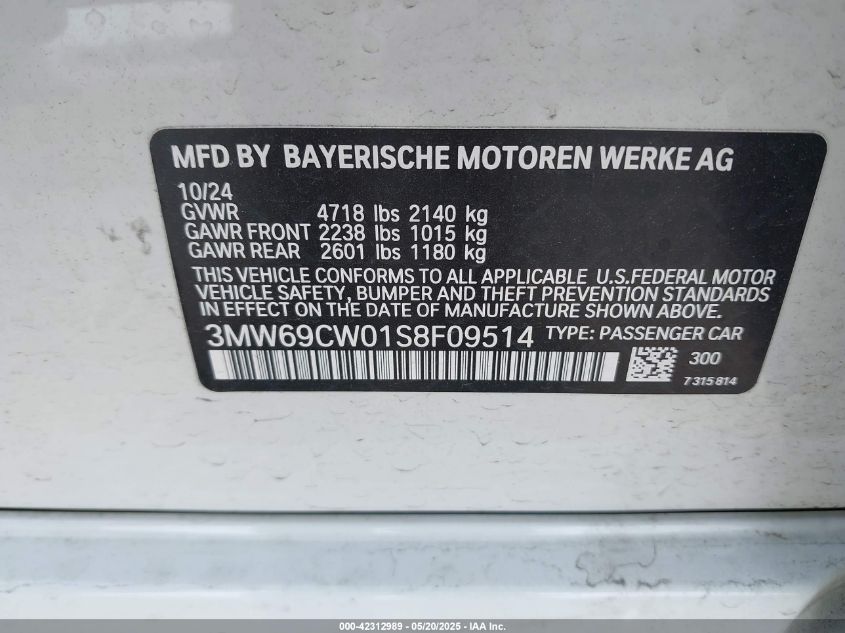 MFD BY BAYERISCHE MOTOREN WERKE AG
10/24
GVWR 4718 lbs 2140 kg
GAWR FRONT 2238 lbs 1015 kg
GAWR REAR 2601 lbs 1180 kg
THIS VEHICLE CONFORMS TO ALL APPLICABLE U.S.FEDERAL MOTOR
VEHICLE SAFETY, BUMPER AND THEFT PREVENTION STANDARDS
IN EFFECT ON THE DATE OF MANUFACTURE SHOWN ABOVE.
3MW69CW01S8F09514 TYPE: PASSENGER CAR
300
7 315 814
000-42312989 - 05/20/2025 - IAA Inc.